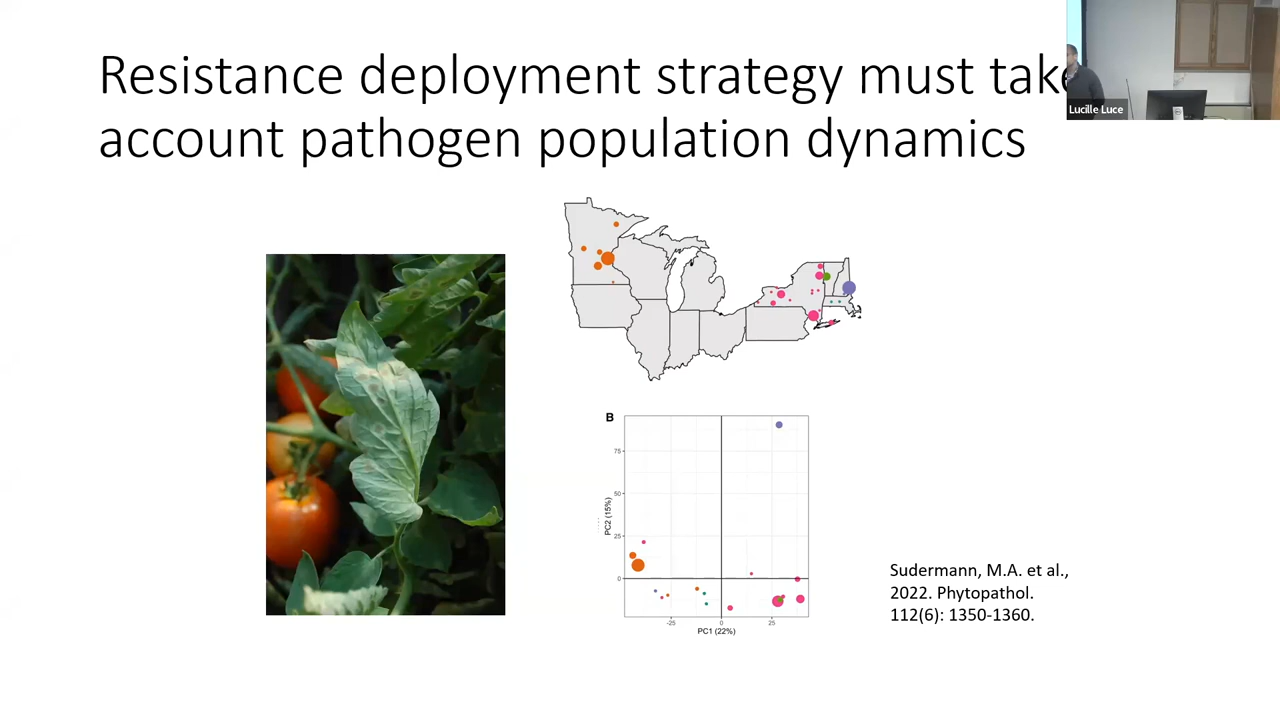 Resistance deployment strategy must take
account pathogen population dynamics
Lucille Luce
B
75
50
25
0
PC2 (15%)
-25
0
25
PC1 (22%)
Sudermann, M.A. et al.,
2022. Phytopathol.
112(6): 1350-1360.